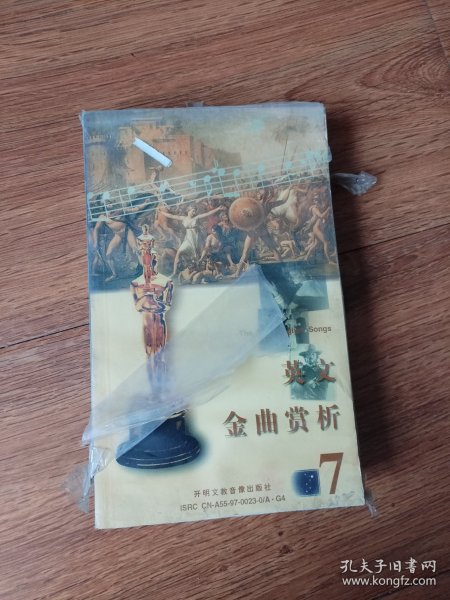 The
Songs
英文
金曲赏析
7
开明文教音像出版社
ISRC CN-A55-97-0023-0/A·G4
孔夫子旧书网
www.kongfz.com